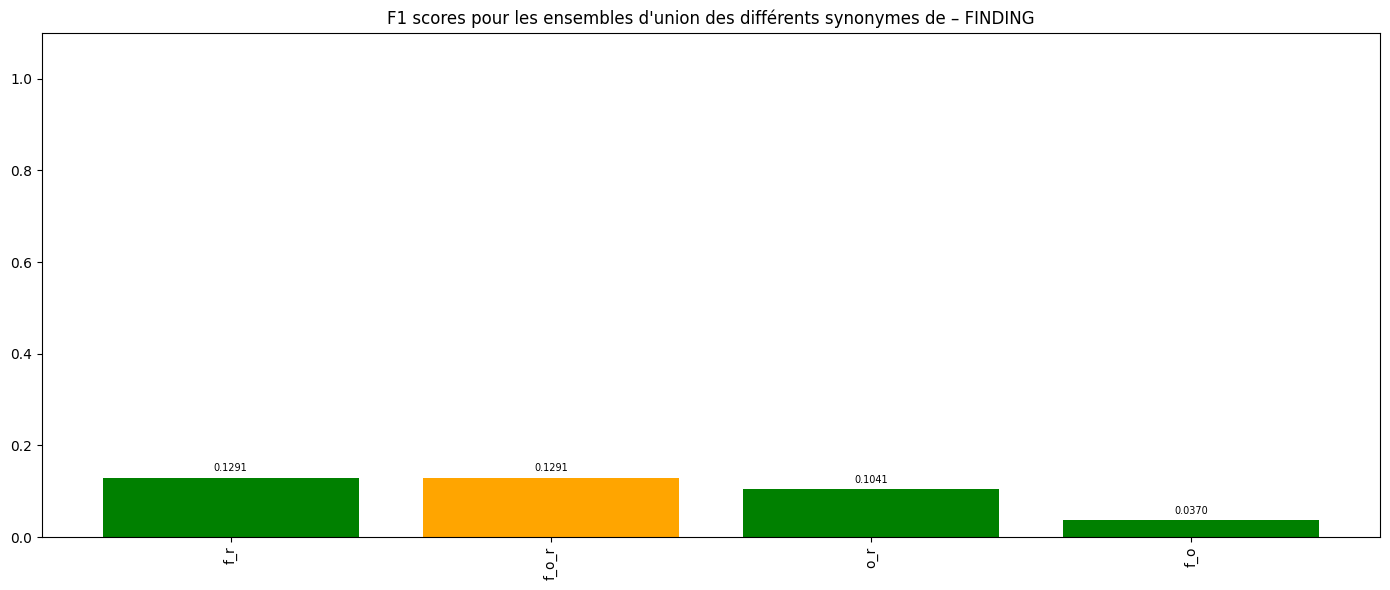 F1 scores pour les ensembles d'union des différents synonymes de – FINDING
1.0
0.8
0.6
0.4
0.2
0.0
0.1291
0.1291
0.1041
0.0370
f_r
f_o_r
o_r
f_o